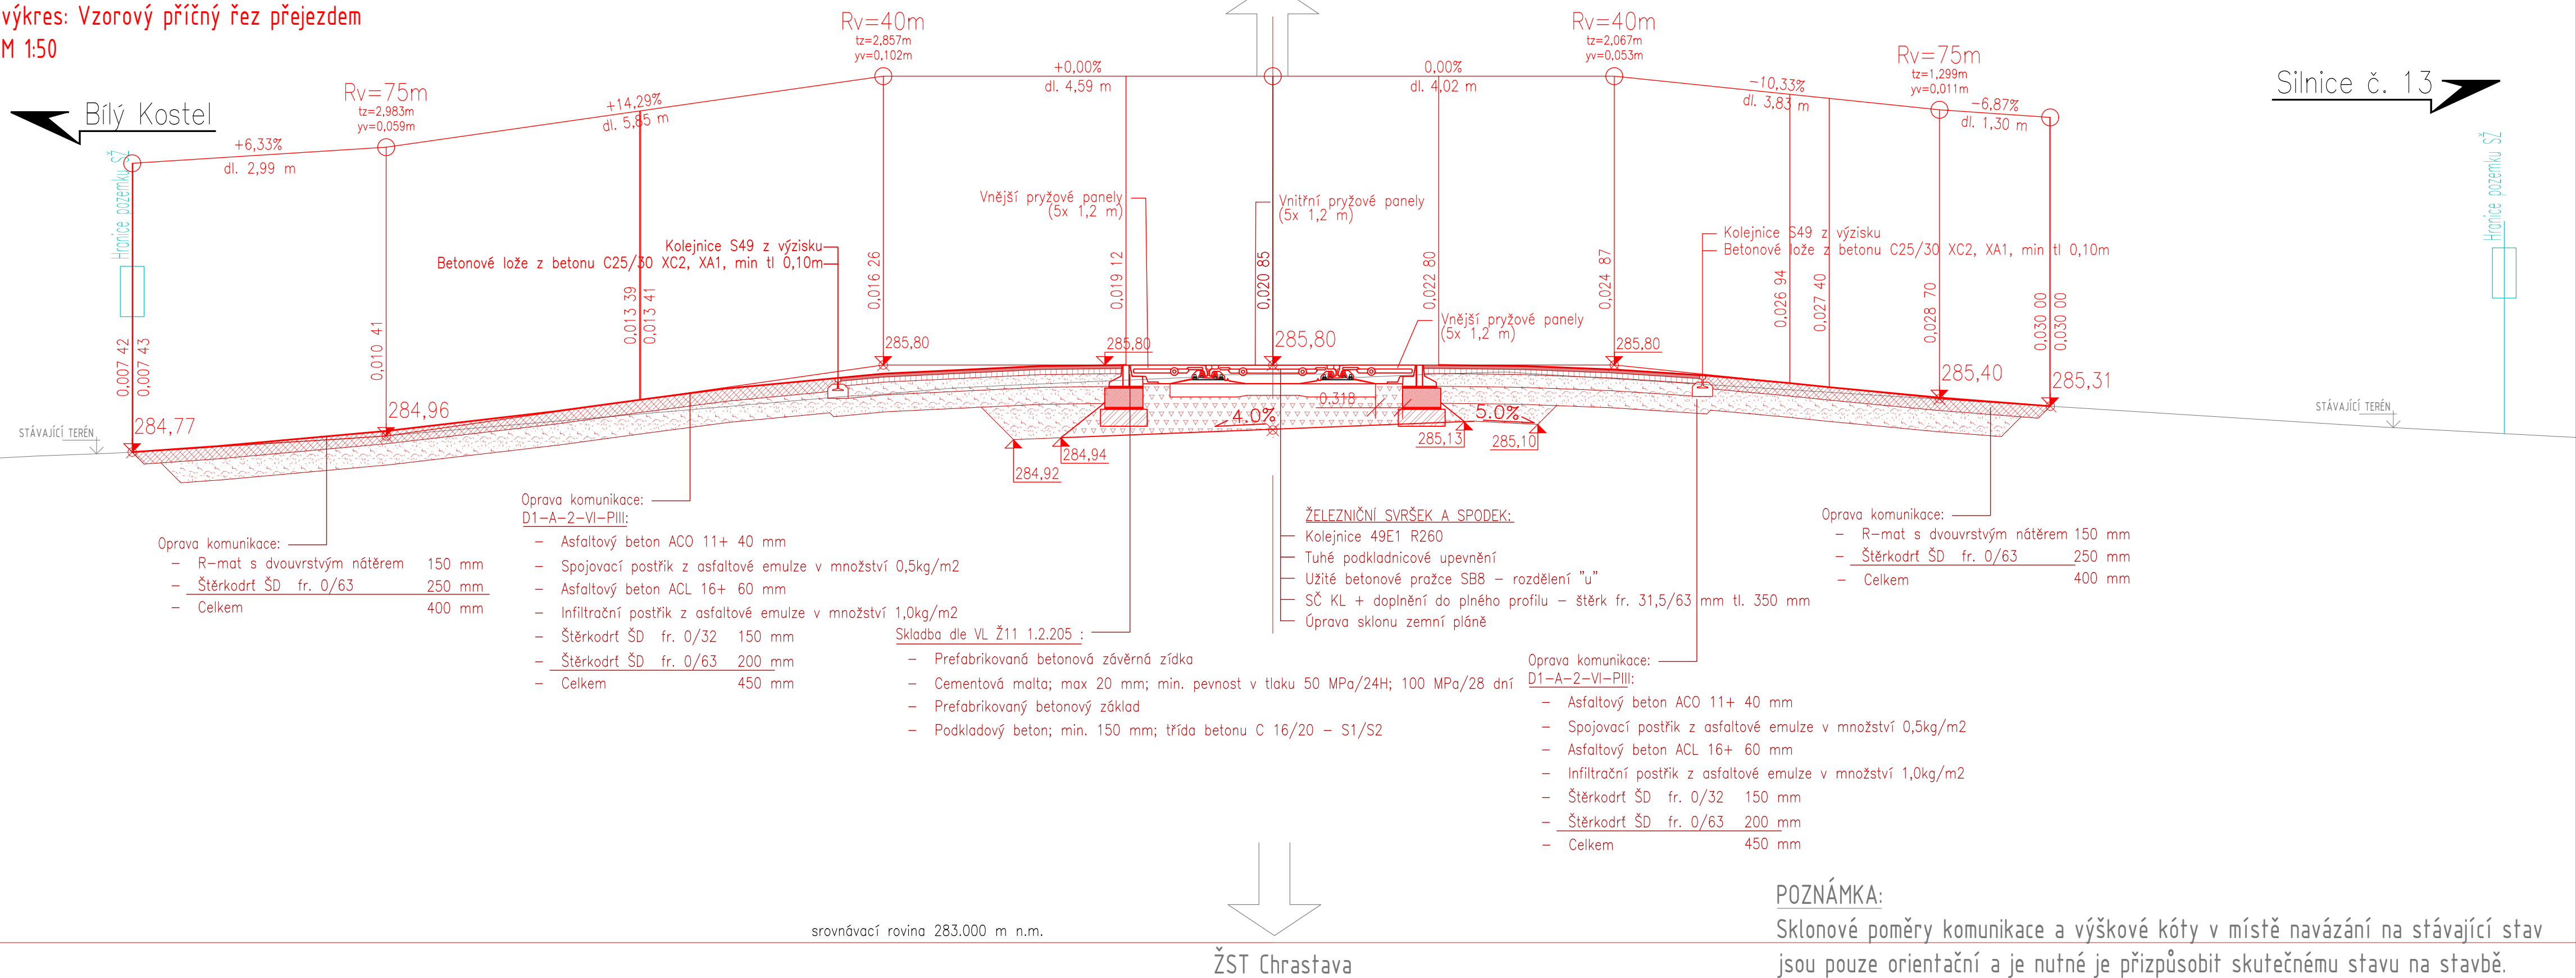 výkres: Vzorový příčný řez přejezdem
M 1:50
Bílý Kostel
Silnice č. 13
Hranice pozemku SŽ
Hranice pozemku SŽ
Rv=75m
tz=2,983m
yv=0,059m
Rv=40m
tz=2,857m
yv=0,102m
Rv=40m
tz=2,067m
yv=0,053m
Rv=75m
tz=1,299m
yv=0,011m
+6,33%
dl. 2,99 m
+14,29%
dl. 5,85 m
+0,00%
dl. 4,59 m
0,00%
dl. 4,02 m
-10,33%
dl. 3,83 m
-6,87%
dl. 1,30 m
Vnější pryžové panely
(5x 1,2 m)
Vnitřní pryžové panely
(5x 1,2 m)
Kolejnice S49 z výzisku
Betonové lože z betonu C25/30 XC2, XA1, min tl 0,10m
Kolejnice S49 z výzisku
Betonové lože z betonu C25/30 XC2, XA1, min tl 0,10m
Vnější pryžové panely
(5x 1,2 m)
0,007 42
0,007 43
0,010 41
0,013 39
0,013 41
0,016 26
0,019 12
0,020 85
0,022 80
0,024 87
0,026 94
0,027 40
0,028 70
0,030 00
0,030 00
284,77
284,96
285,80
285,80
285,80
285,80
285,40
285,31
STÁVAJÍCÍ TERÉN
STÁVAJÍCÍ TERÉN
0.318
4.0%
5.0%
284,92
284,94
285,13
285,10
Oprava komunikace:
- R-mat s dvouvrstvým nátěrem 150 mm
- Štěrkodrť ŠD fr. 0/63 250 mm
- Celkem 400 mm
Oprava komunikace:
D1-A-2-VI-PIII:
- Asfaltový beton ACO 11+ 40 mm
- Spojovací postřik z asfaltové emulze v množství 0,5kg/m2
- Asfaltový beton ACL 16+ 60 mm
- Infiltrační postřik z asfaltové emulze v množství 1,0kg/m2
- Štěrkodrť ŠD fr. 0/32 150 mm
- Štěrkodrť ŠD fr. 0/63 200 mm
- Celkem 450 mm
Skladba dle VL Ž11 1.2.205 :
- Prefabrikovaná betonová závěrná zídka
- Cementová malta; max 20 mm; min. pevnost v tlaku 50 MPa/24H; 100 MPa/28 dní
- Prefabrikovaný betonový základ
- Podkladový beton; min. 150 mm; třída betonu C 16/20 - S1/S2
ŽELEZNIČNÍ SVRŠEK A SPODEK:
Kolejnice 49E1 R260
Tuhé podkladnicové upevnění
Užité betonové pražce SB8 - rozdělení "u"
SČ KL + doplnění do plného profilu - štěrk fr. 31,5/63 mm tl. 350 mm
Úprava sklonu zemní pláně
Oprava komunikace:
D1-A-2-VI-PIII:
- Asfaltový beton ACO 11+ 40 mm
- Spojovací postřik z asfaltové emulze v množství 0,5kg/m2
- Asfaltový beton ACL 16+ 60 mm
- Infiltrační postřik z asfaltové emulze v množství 1,0kg/m2
- Štěrkodrť ŠD fr. 0/32 150 mm
- Štěrkodrť ŠD fr. 0/63 200 mm
- Celkem 450 mm
Oprava komunikace:
- R-mat s dvouvrstvým nátěrem 150 mm
- Štěrkodrť ŠD fr. 0/63 250 mm
- Celkem 400 mm
srovnávací rovina 283.000 m n.m.
ŽST Chrastava
POZNÁMKA:
Sklonové poměry komunikace a výškové kóty v místě navázání na stávající stav
jsou pouze orientační a je nutné je přizpůsobit skutečnému stavu na stavbě.